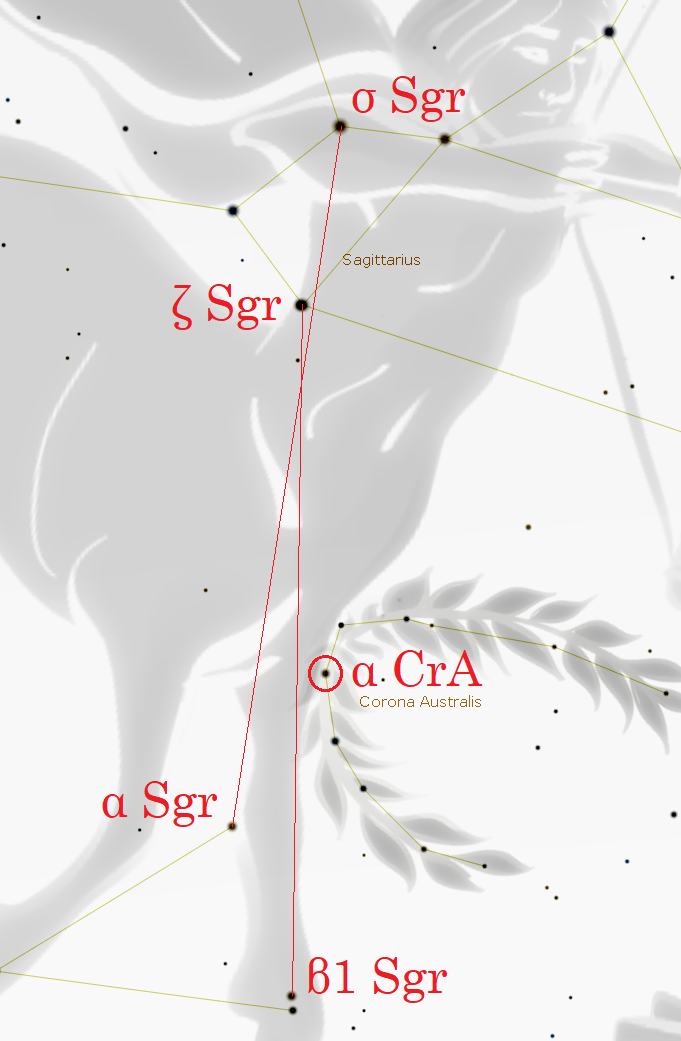 σ Sgr
Sagittarius
ζ Sgr
α CrA
Corona Australis
α Sgr
β1 Sgr